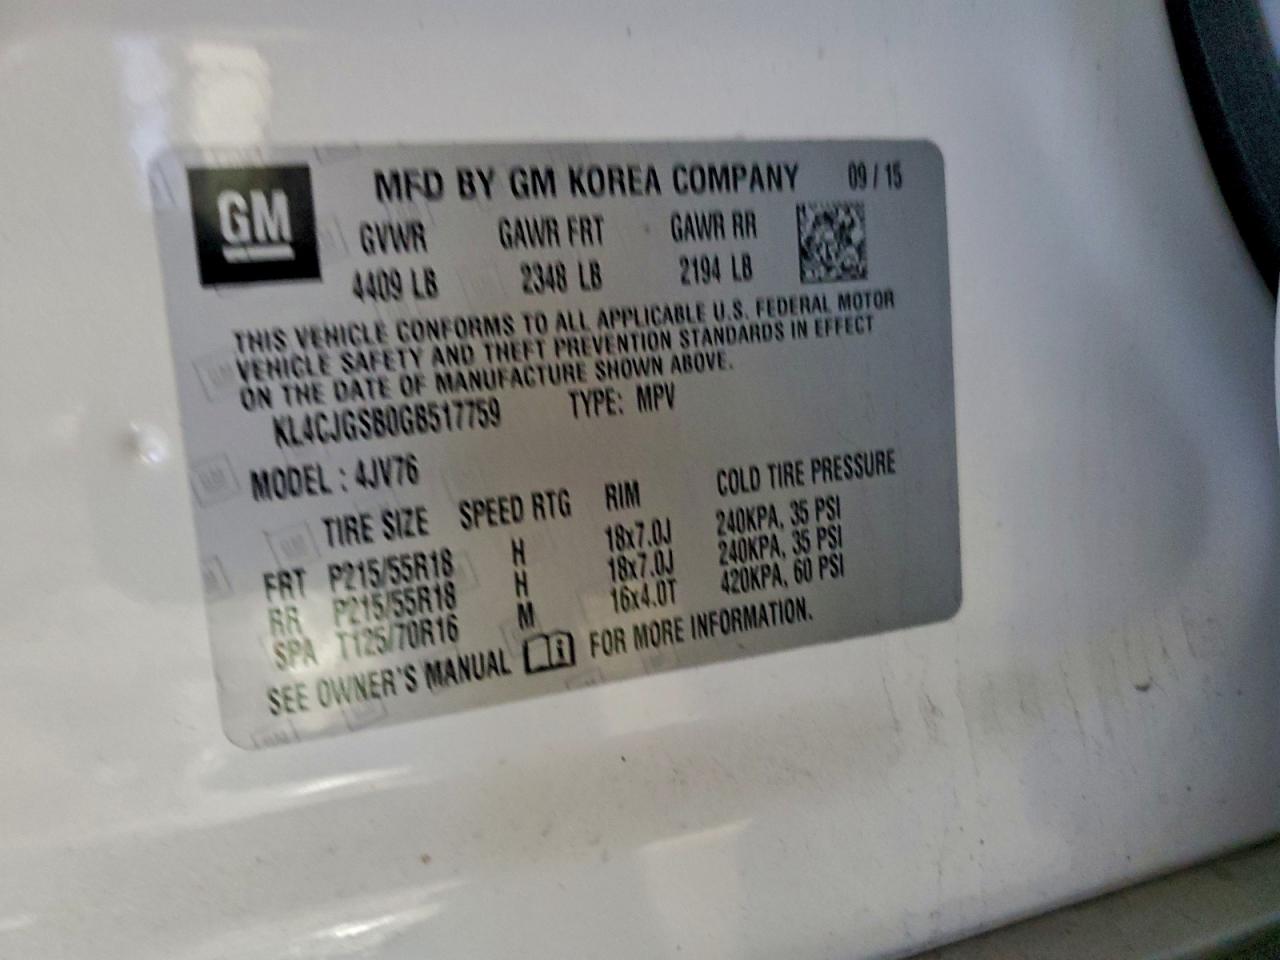 GM
MFD BY GM KOREA COMPANY 09 / 15
GVWR GAWR FRT GAWR RR
4409 LB 2348 LB 2194 LB
THIS VEHICLE CONFORMS TO ALL APPLICABLE U.S. FEDERAL MOTOR
VEHICLE SAFETY AND THEFT PREVENTION STANDARDS IN EFFECT
ON THE DATE OF MANUFACTURE SHOWN ABOVE.
KL4CJGSB0GB517759 TYPE: MPV
MODEL : 4JV76
TIRE SIZE SPEED RTG RIM COLD TIRE PRESSURE
FRT P215/55R18 H 18x7.0J 240KPA, 35 PSI
RR P215/55R18 H 18x7.0J 240KPA, 35 PSI
SPA T125/70R16 M 16x4.0T 420KPA, 60 PSI
SEE OWNER'S MANUAL i FOR MORE INFORMATION.